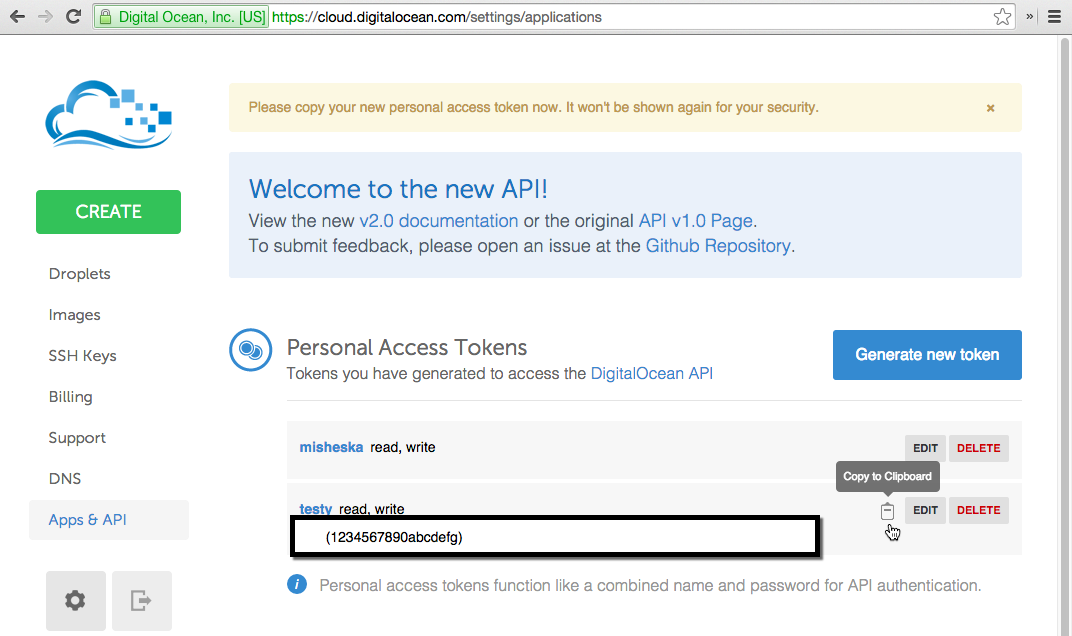 Digital Ocean, Inc. [US] https://cloud.digitalocean.com/settings/applications »
Please copy your new personal access token now. It won't be shown again for your security. ×
Welcome to the new API!
View the new v2.0 documentation or the original API v1.0 Page.
To submit feedback, please open an issue at the Github Repository.
CREATE
Droplets
Images
SSH Keys
Billing
Support
DNS
Apps & API
Personal Access Tokens
Tokens you have generated to access the DigitalOcean API
Generate new token
misheska read, write EDIT DELETE
Copy to Clipboard
testy read, write EDIT DELETE
(1234567890abcdefg)
i Personal access tokens function like a combined name and password for API authentication.